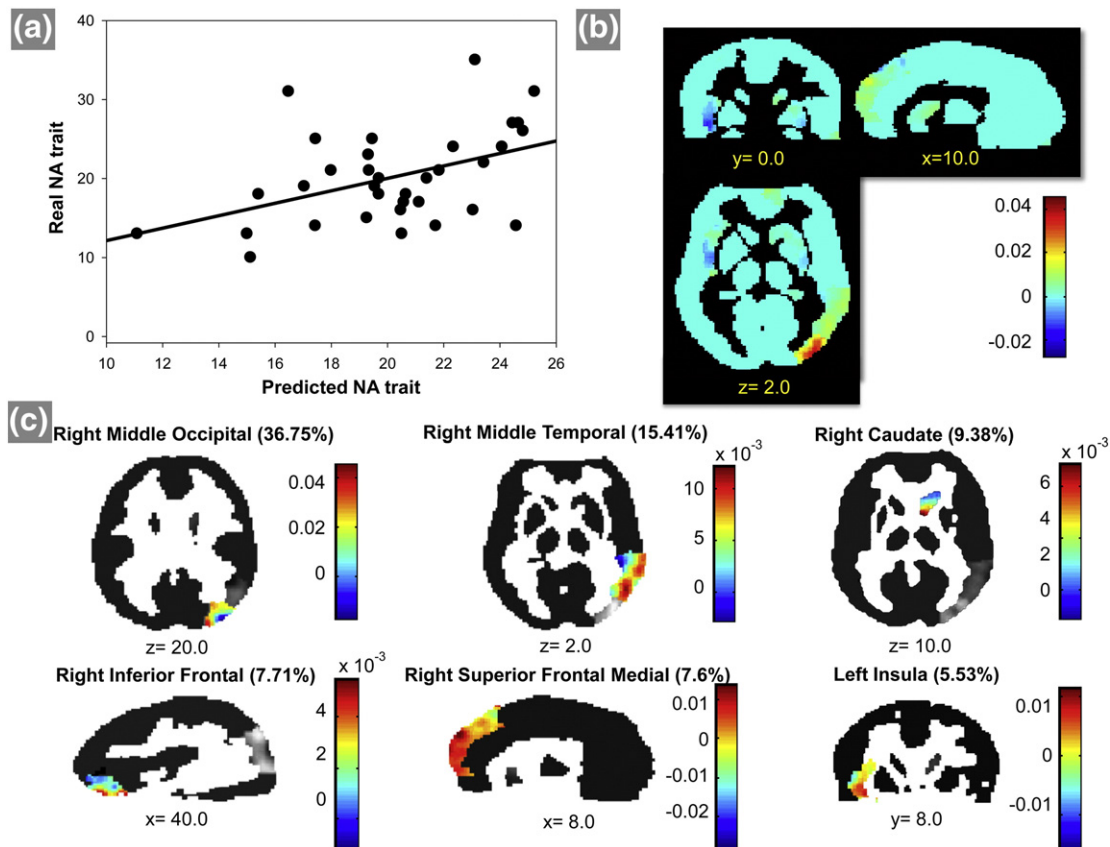 (a)
40
30
20
10
0
Real NA trait
10 12 14 16 18 20 22 24 26
Predicted NA trait
(b)
y= 0.0
x=10.0
z= 2.0
0.04
0.02
0
-0.02
(c)
Right Middle Occipital (36.75%)
0.04
0.02
0
z= 20.0
Right Middle Temporal (15.41%)
x 10⁻³
10
5
0
z= 2.0
Right Caudate (9.38%)
x 10⁻³
6
4
2
0
z= 10.0
Right Inferior Frontal (7.71%)
x 10⁻³
4
2
0
x= 40.0
Right Superior Frontal Medial (7.6%)
0.01
0
-0.01
-0.02
x= 8.0
Left Insula (5.53%)
0.01
0
-0.01
y= 8.0